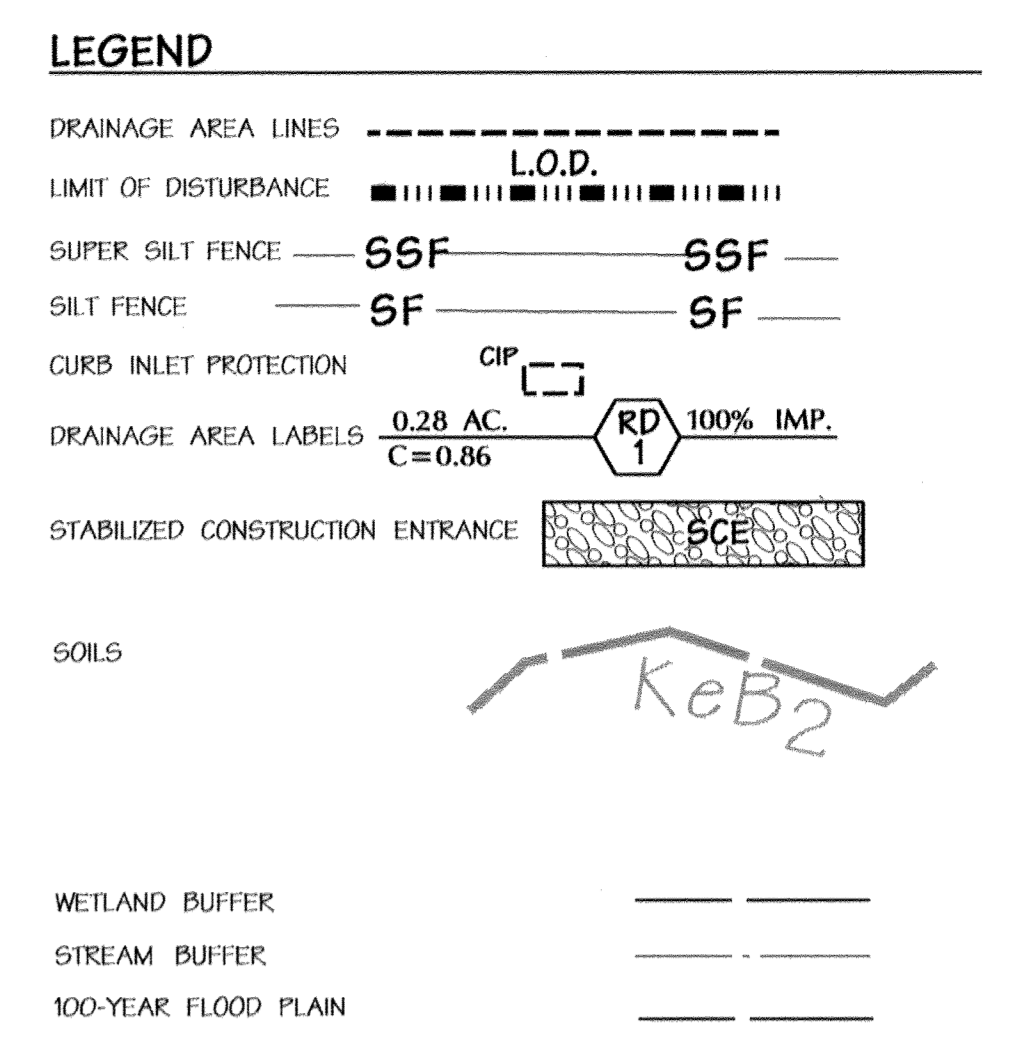 LEGEND
DRAINAGE AREA LINES
L.O.D.
LIMIT OF DISTURBANCE
SUPER SILT FENCE SSF SSF
SILT FENCE SF SF
CURB INLET PROTECTION CIP
DRAINAGE AREA LABELS 0.28 AC. RD 100% IMP.
C=0.86 1
STABILIZED CONSTRUCTION ENTRANCE SCE
SOILS
KeB2
WETLAND BUFFER
STREAM BUFFER
100-YEAR FLOOD PLAIN